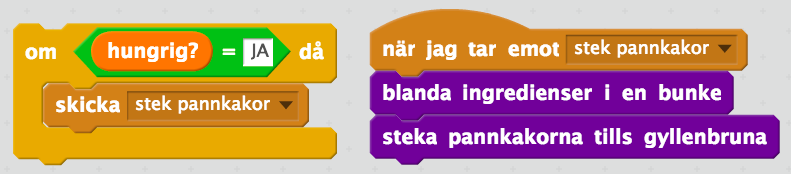 om hungrig? = JA då
skicka stek pannkakor
när jag tar emot stek pannkakor
blanda ingredienser i en bunke
steka pannkakorna tills gyllenbruna